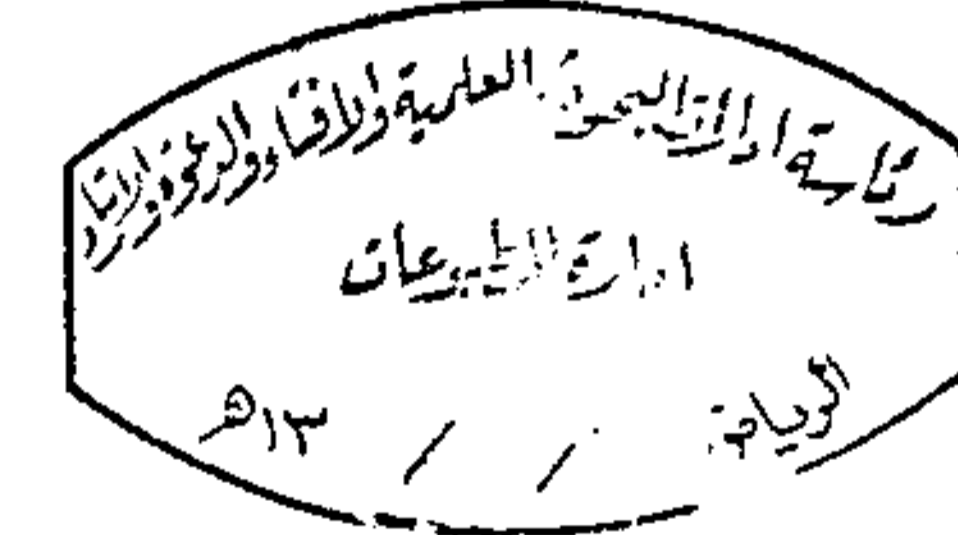 رئاسة ادارات البحوث العلمية والافتاء والدعوة والارشاد
ادارة المطبوعات
الرياض / / ١٣هـ